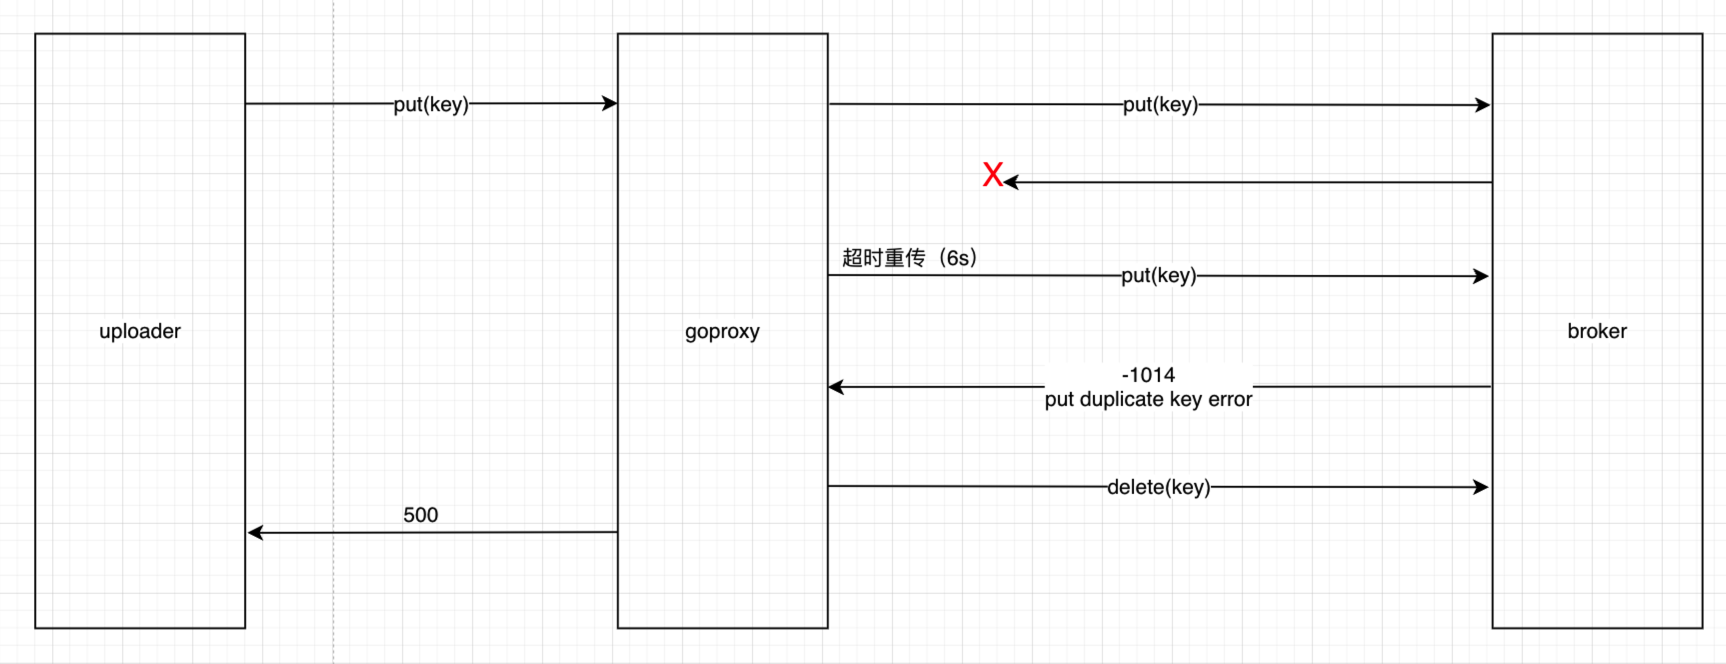 put(key)
put(key)
X
超时重传（6s）
put(key)
uploader
goproxy
broker
-1014
put duplicate key error
delete(key)
500